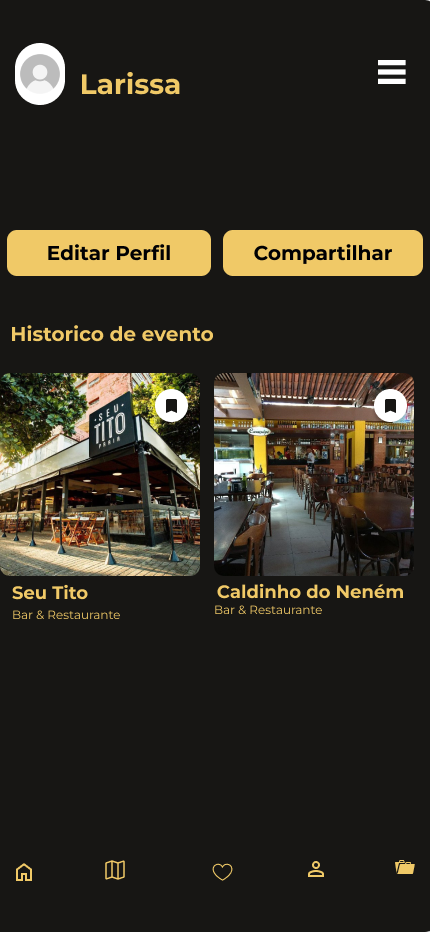 Larissa
Editar Perfil
Compartilhar
Historico de evento
SEU
TITO
Seu Tito
Bar & Restaurante
Caldinho do Neném
Bar & Restaurante